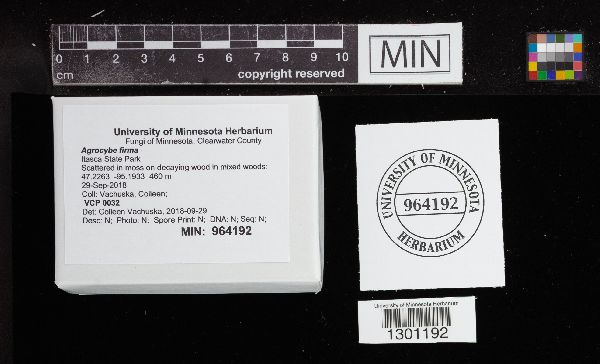 0 1 2 3 4 5 6 7 8 9 10
cm
copyright reserved
MIN
University of Minnesota Herbarium
Fungi of Minnesota, Clearwater County
Agrocybe firma
Itasca State Park
Scattered in moss on decaying wood in mixed woods;
47.2263 -95.1933 460 m
29-Sep-2018
Coll: Vachuska, Colleen;
VCP 0032
Det: Colleen Vachuska, 2018-09-29
Desc: N; Photo: N; Spore Print: N; DNA: N; Seq: N;
MIN: 964192
UNIVERSITY OF MINNESOTA
964192
HERBARIUM
University of Minnesota Herbarium
1301192